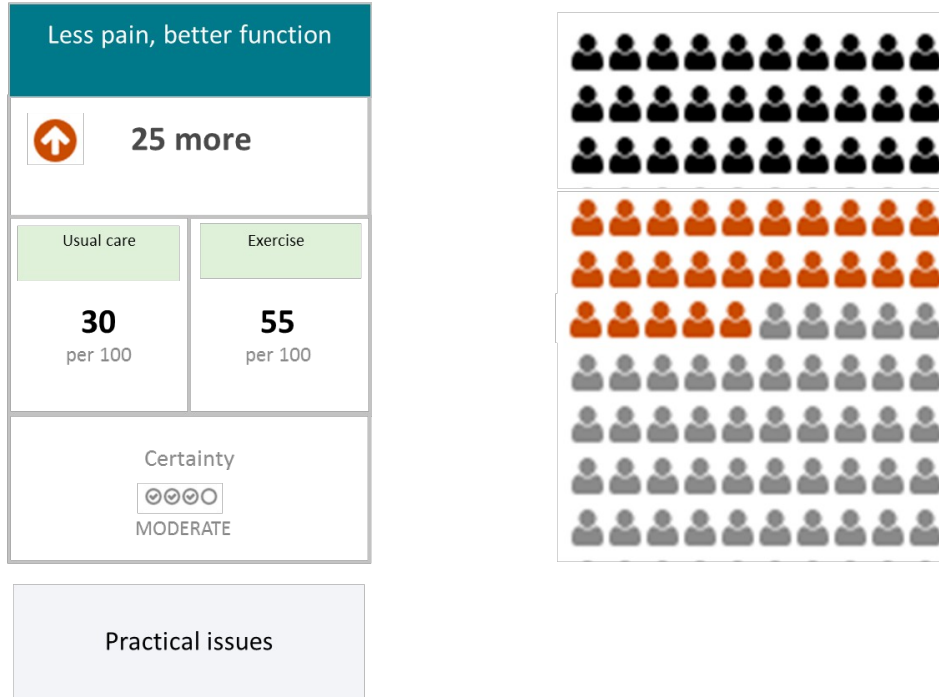 Less pain, better function
25 more
Usual care
Exercise
30
55
per 100
per 100
Certainty
MODERATE
Practical issues